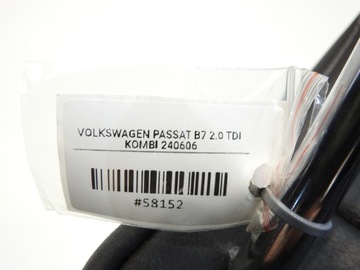 VOLKSWAGEN PASSAT B7 2.0 TDI
KOMBI 240606
#58152